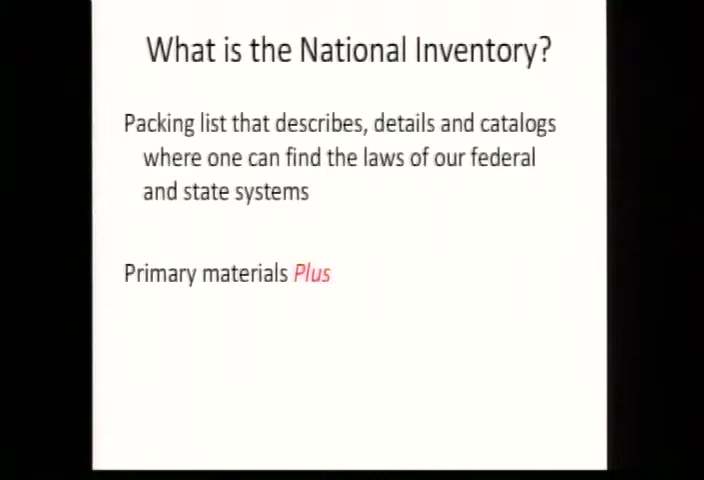 What is the National Inventory?
Packing list that describes, details and catalogs
where one can find the laws of our federal
and state systems
Primary materials Plus